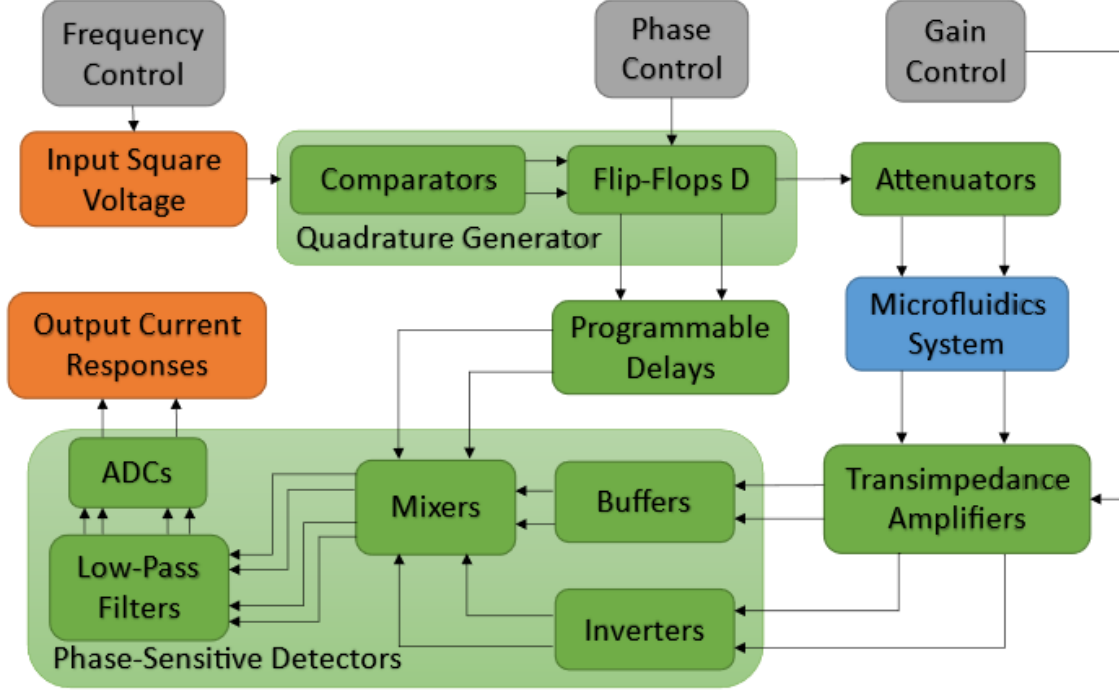 Frequency
Control
Phase
Control
Gain
Control
Input Square
Voltage
Comparators
Flip-Flops D
Attenuators
Quadrature Generator
Output Current
Responses
Programmable
Delays
Microfluidics
System
ADCs
Mixers
Buffers
Transimpedance
Amplifiers
Low-Pass
Filters
Inverters
Phase-Sensitive Detectors